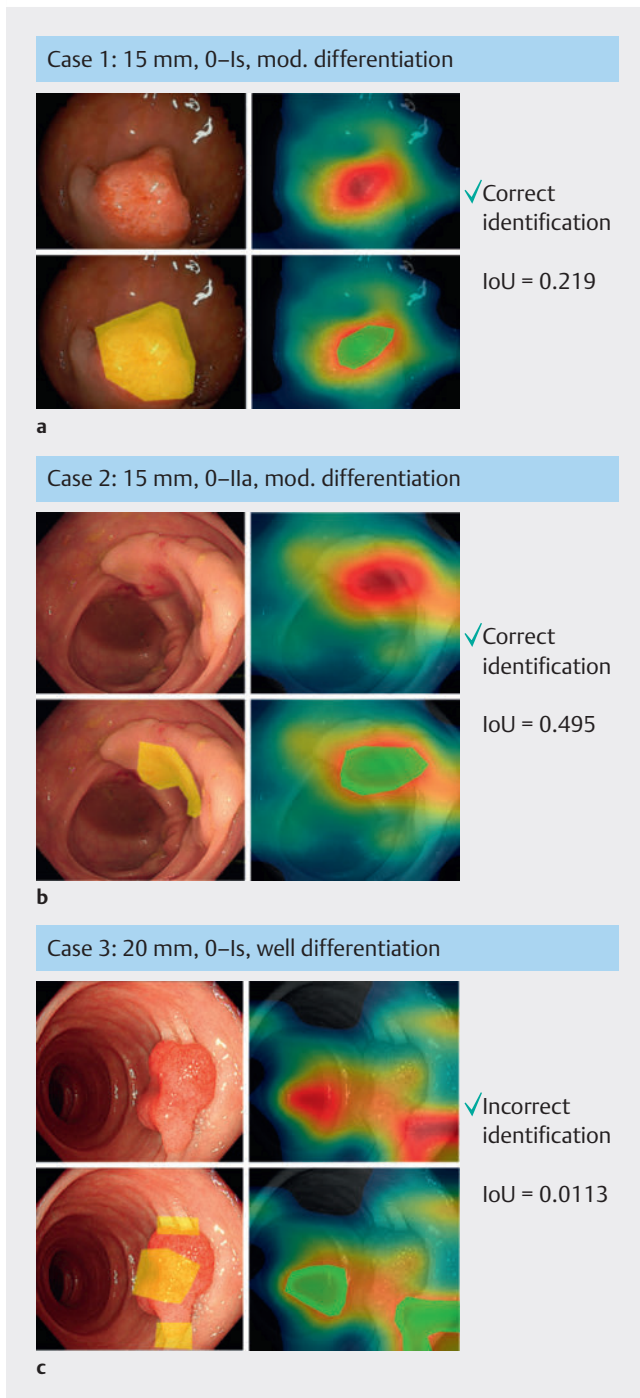 Case 1: 15 mm, 0–Is, mod. differentiation
✓Correct
identification
IoU = 0.219
a
Case 2: 15 mm, 0–IIa, mod. differentiation
✓Correct
identification
IoU = 0.495
b
Case 3: 20 mm, 0–Is, well differentiation
✓Incorrect
identification
IoU = 0.0113
c